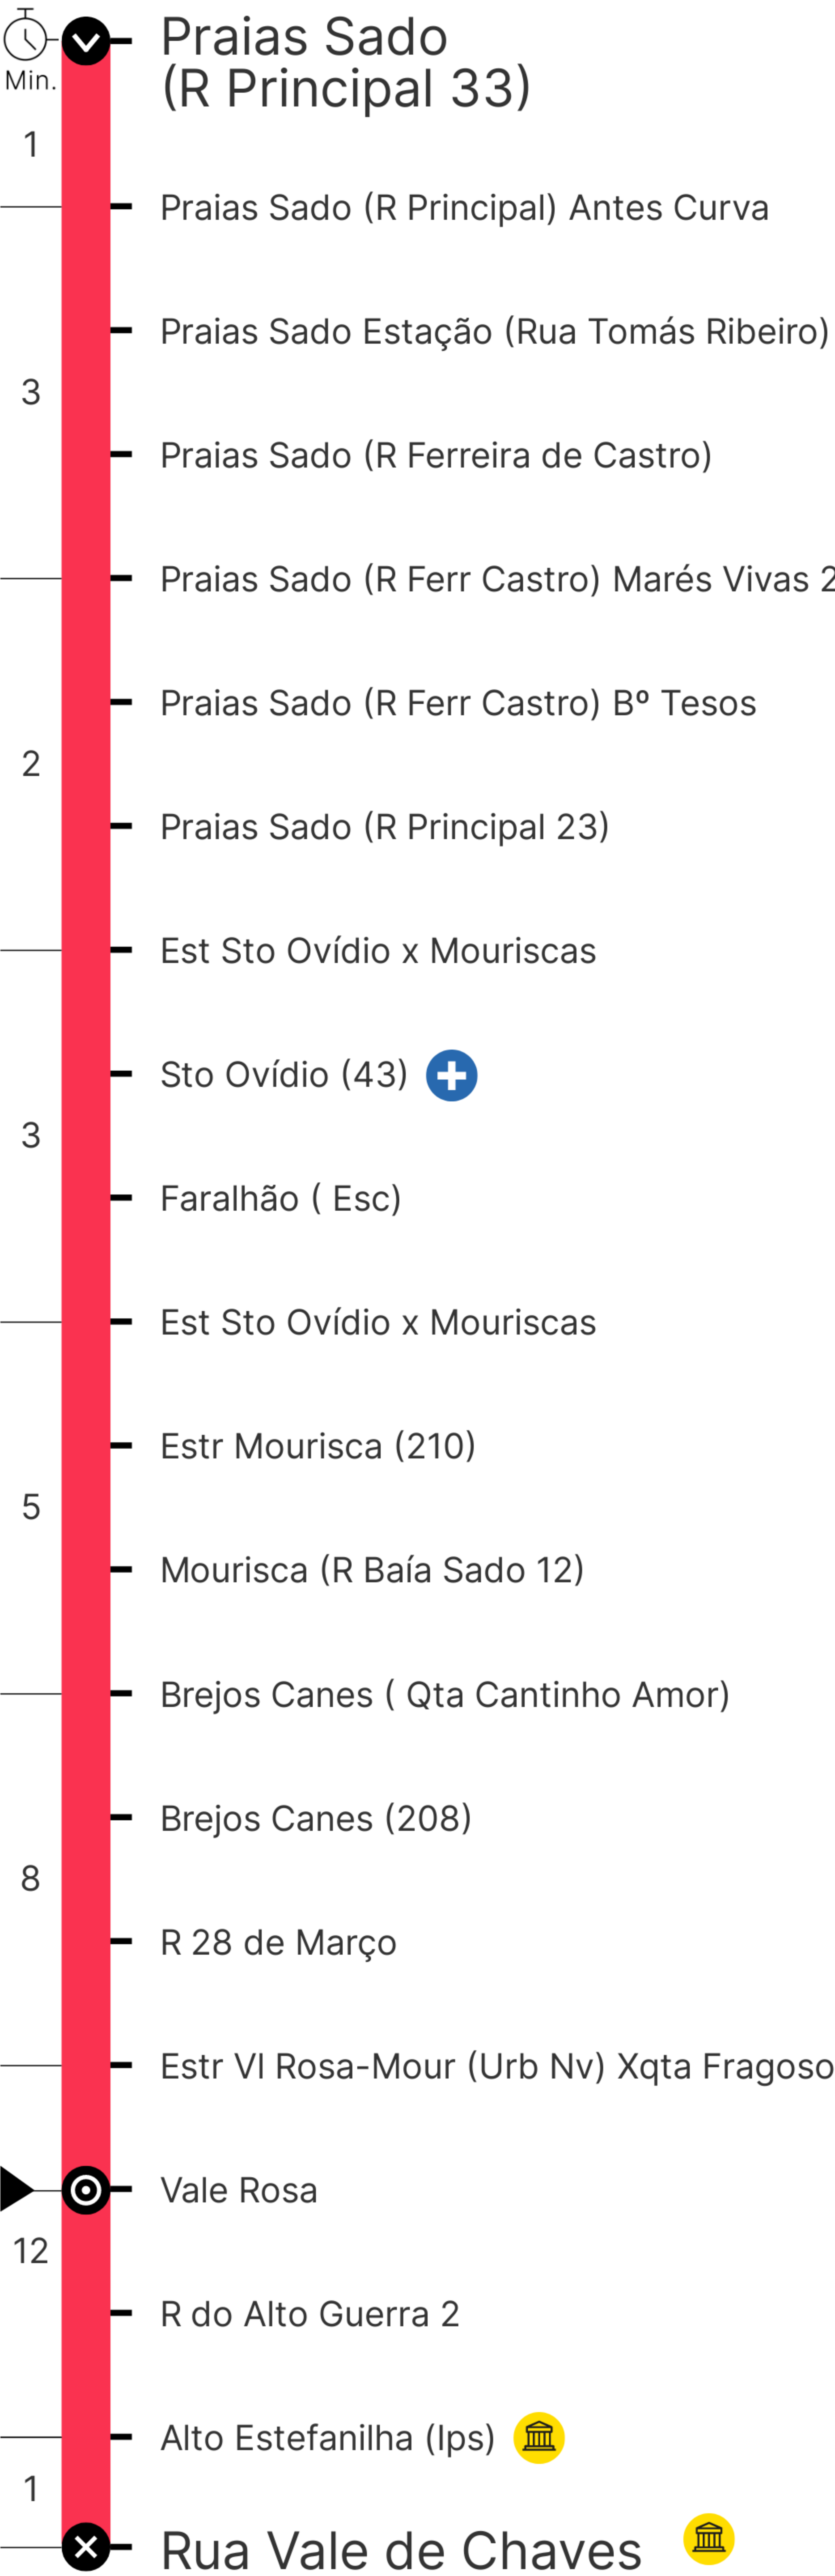 Praias Sado
(R Principal 33)
Min.
1
Praias Sado (R Principal) Antes Curva
Praias Sado Estação (Rua Tomás Ribeiro)
3
Praias Sado (R Ferreira de Castro)
Praias Sado (R Ferr Castro) Marés Vivas 2
Praias Sado (R Ferr Castro) Bº Tesos
2
Praias Sado (R Principal 23)
Est Sto Ovídio x Mouriscas
Sto Ovídio (43)
3
Faralhão ( Esc)
Est Sto Ovídio x Mouriscas
Estr Mourisca (210)
5
Mourisca (R Baía Sado 12)
Brejos Canes ( Qta Cantinho Amor)
Brejos Canes (208)
8
R 28 de Março
Estr Vl Rosa-Mour (Urb Nv) Xqta Fragoso
Vale Rosa
12
R do Alto Guerra 2
Alto Estefanilha (Ips)
1
Rua Vale de Chaves